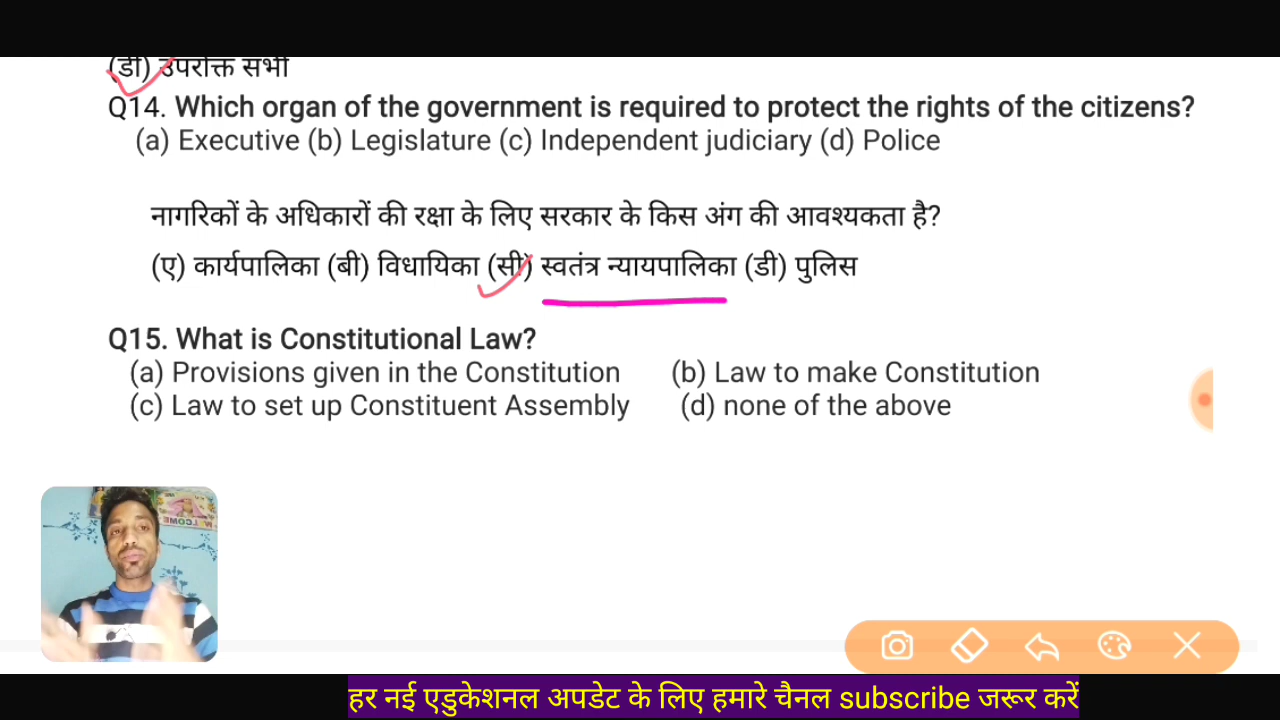 (डी) उपरोक्त सभी
Q14. Which organ of the government is required to protect the rights of the citizens?
(a) Executive (b) Legislature (c) Independent judiciary (d) Police
नागरिकों के अधिकारों की रक्षा के लिए सरकार के किस अंग की आवश्यकता है?
(ए) कार्यपालिका (बी) विधायिका (सी) स्वतंत्र न्यायपालिका (डी) पुलिस
Q15. What is Constitutional Law?
(a) Provisions given in the Constitution (b) Law to make Constitution
(c) Law to set up Constituent Assembly (d) none of the above
हर नई एडुकेशनल अपडेट के लिए हमारे चैनल subscribe जरूर करें